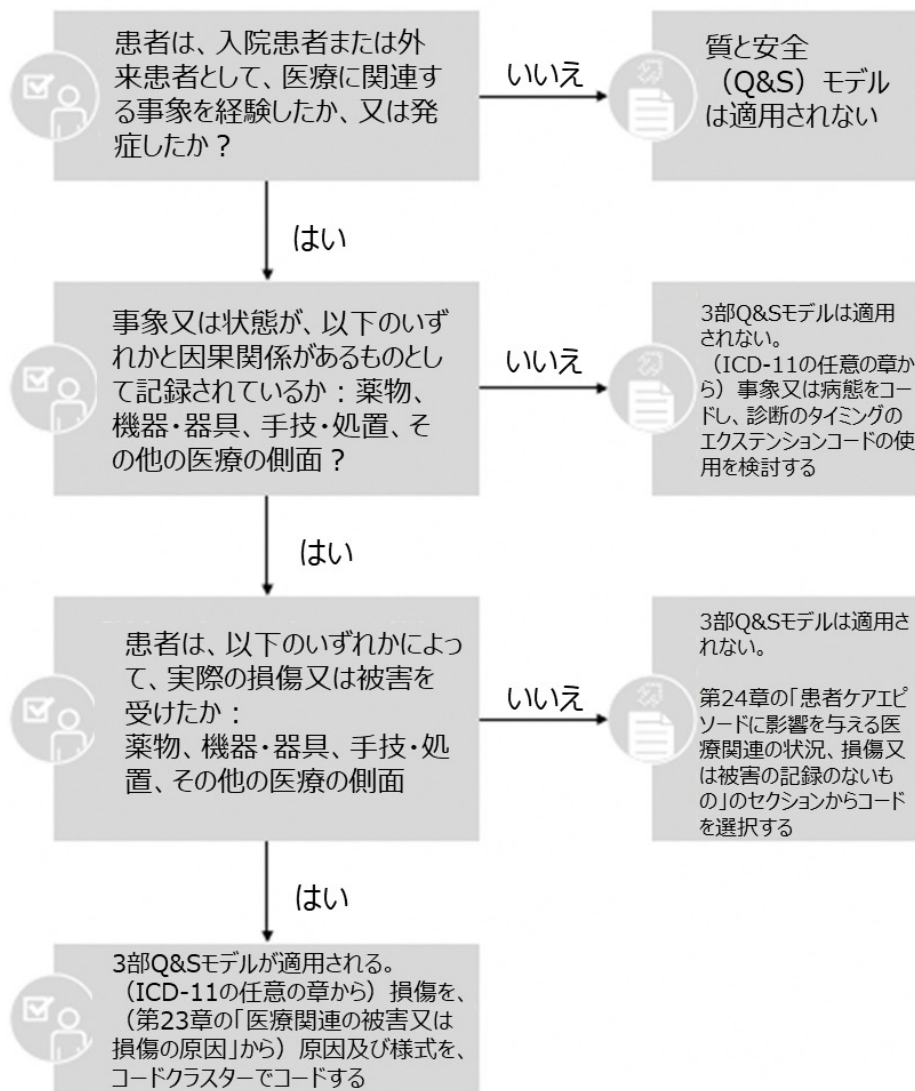 患者は、入院患者または外
来患者として、医療に関連す
る事象を経験したか、又は発
症したか？
いいえ
質と安全
（Q&S）モデル
は適用されない
はい
事象又は状態が、以下のいず
れかと因果関係があるものとし
て記録されているか：薬物、
機器・器具、手技・処置、そ
の他の医療の側面？
いいえ
3部Q&Sモデルは適用
されない。
（ICD-11の任意の章か
ら）事象又は病態をコー
ドし、診断のタイミングの
エクステンションコードの使
用を検討する
はい
患者は、以下のいずれかによっ
て、実際の損傷又は被害を
受けたか：
薬物、機器・器具、手技・処
置、その他の医療の側面
いいえ
3部Q&Sモデルは適用さ
れない。
第24章の「患者ケアエピ
ソードに影響を与える医
療関連の状況、損傷又
は被害の記録のないも
の」のセクションからコード
を選択する
はい
3部Q&Sモデルが適用される。
（ICD-11の任意の章から）損傷を、
（第23章の「医療関連の被害又は
損傷の原因」から）原因及び様式を、
コードクラスターでコードする